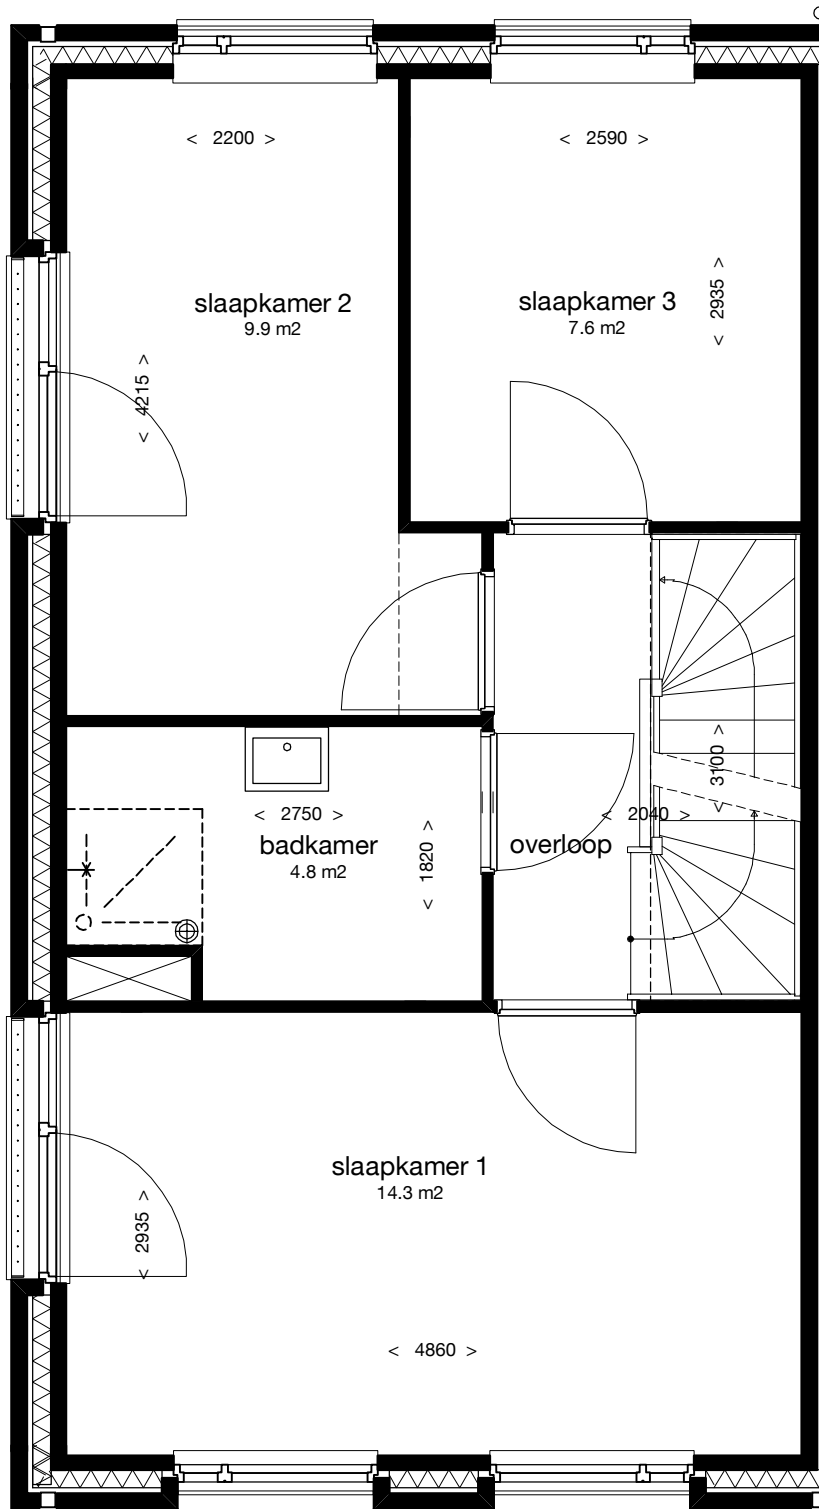 < 2200 >
< 2590 >
slaapkamer 2
9.9 m2
slaapkamer 3
7.6 m2
< 2935 >
< 4215 >
< 3100 >
< 2750 >
< 2040 >
badkamer
4.8 m2
< 1820 >
overloop
slaapkamer 1
14.3 m2
< 2935 >
< 4860 >